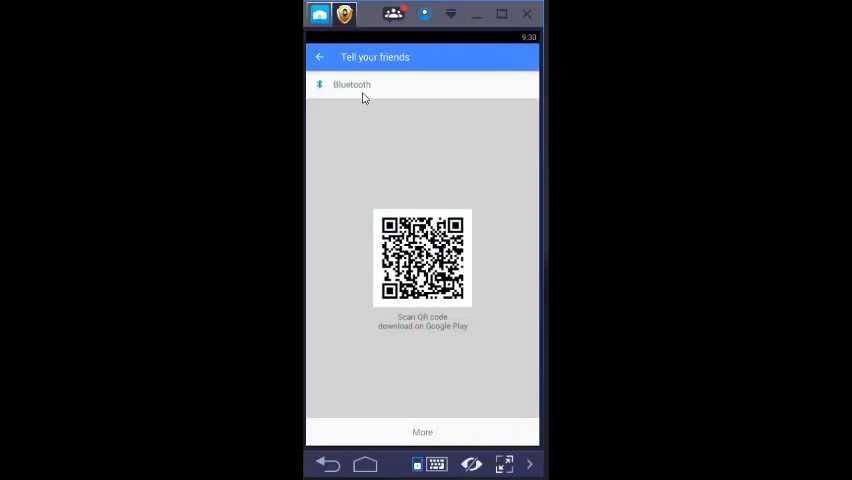 9:30
Tell your friends
Bluetooth
Scan QR code
download on Google Play
More